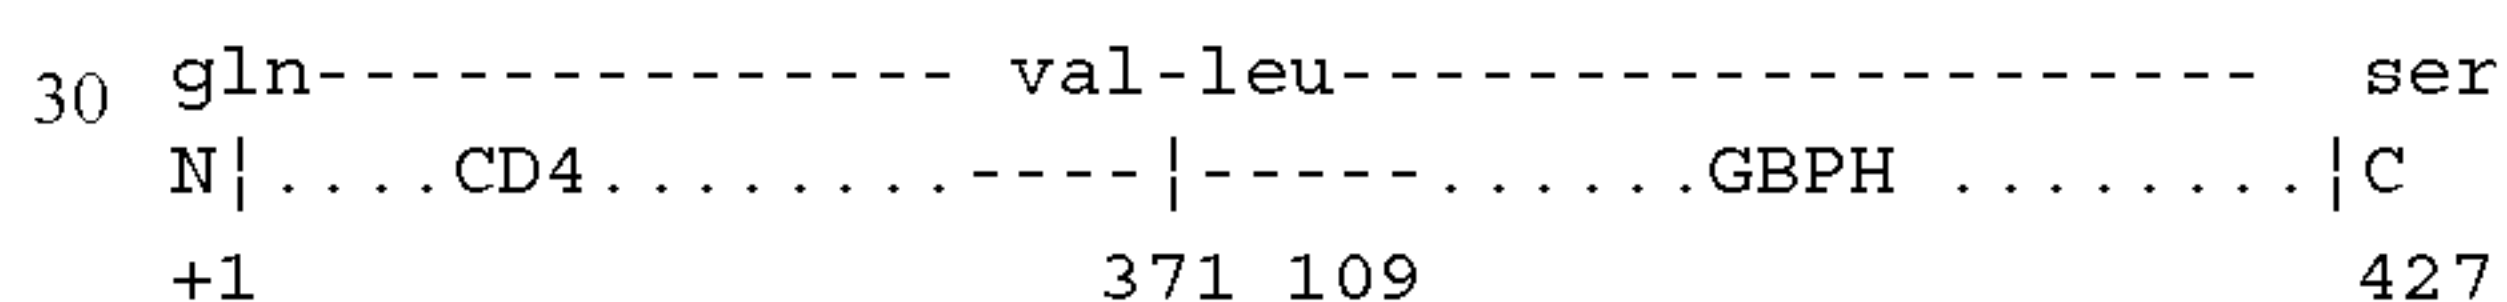 30 gln-------------- val-leu-------------------- ser
N¦....CD4........----¦-----......GBPH ........¦C
+1 371 109 427